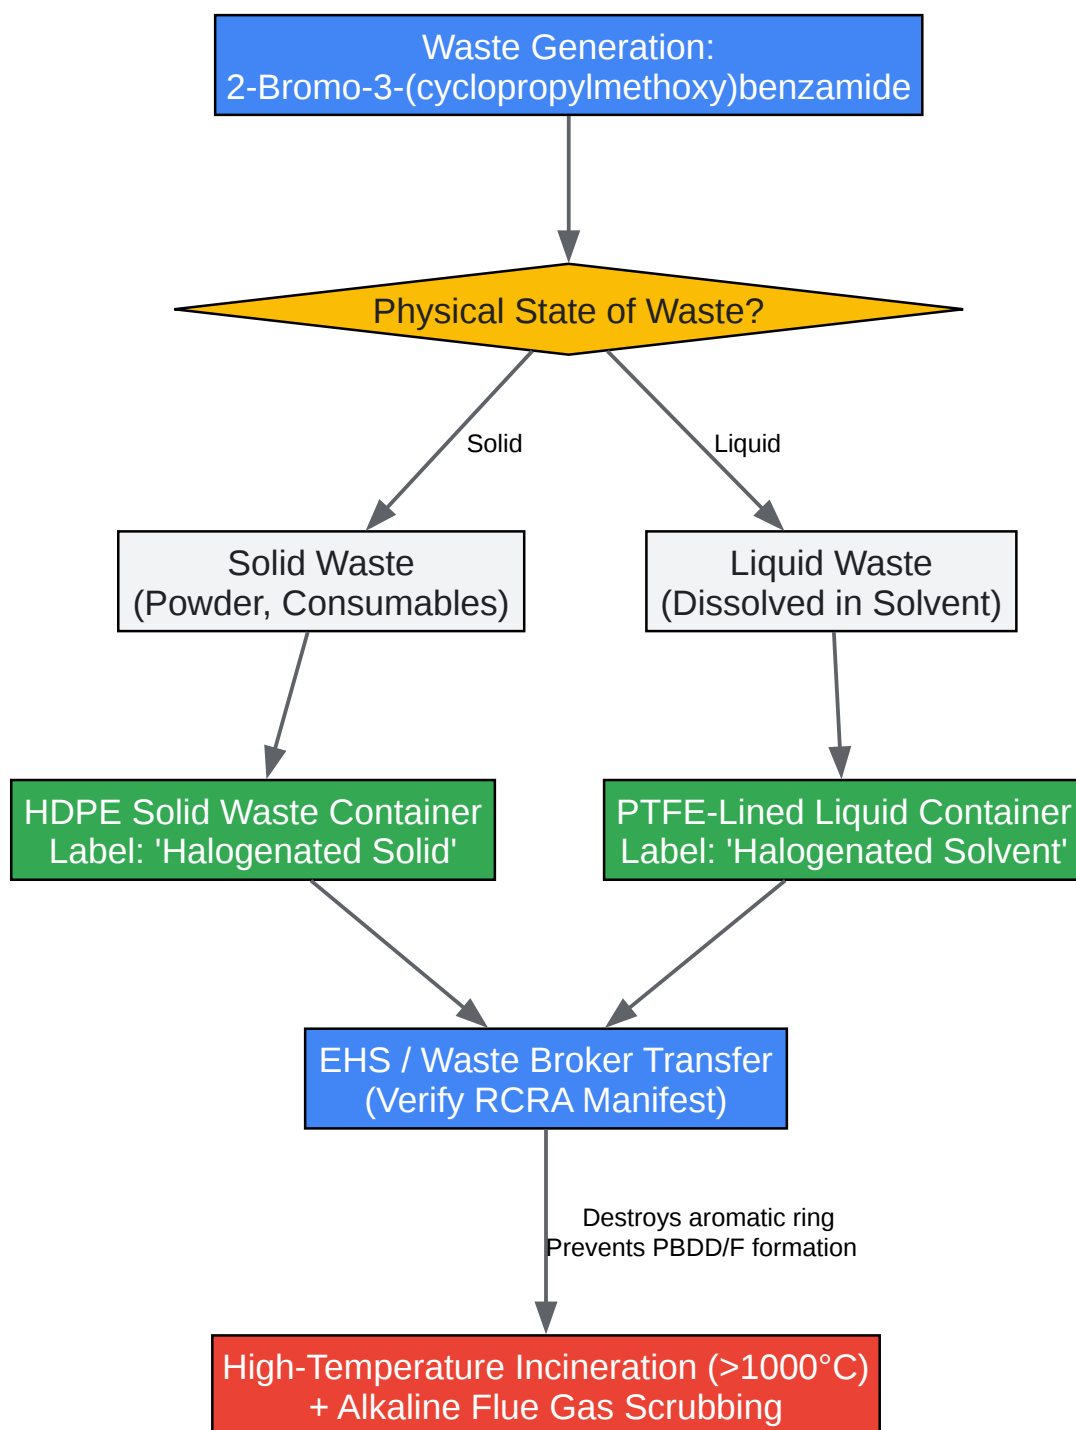 Waste Generation:
2-Bromo-3-(cyclopropylmethoxy)benzamide
Physical State of Waste?
Solid
Liquid
Solid Waste
(Powder, Consumables)
Liquid Waste
(Dissolved in Solvent)
HDPE Solid Waste Container
Label: 'Halogenated Solid'
PTFE-Lined Liquid Container
Label: 'Halogenated Solvent'
EHS / Waste Broker Transfer
(Verify RCRA Manifest)
Destroys aromatic ring
Prevents PBDD/F formation
High-Temperature Incineration (>1000°C)
+ Alkaline Flue Gas Scrubbing